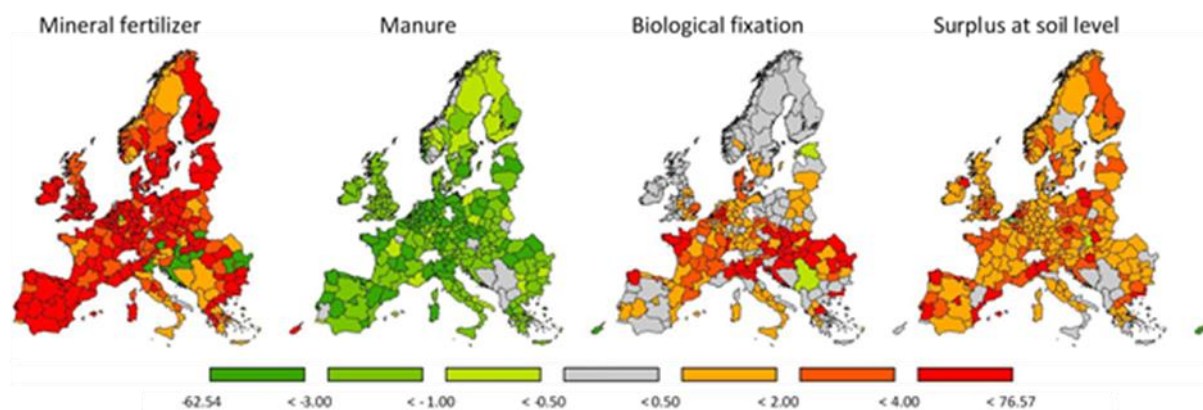 Mineral fertilizer Manure Biological fixation Surplus at soil level
-62.54 < -3.00 < -1.00 < -0.50 < 0.50 < 2.00 < 4.00 < 76.57